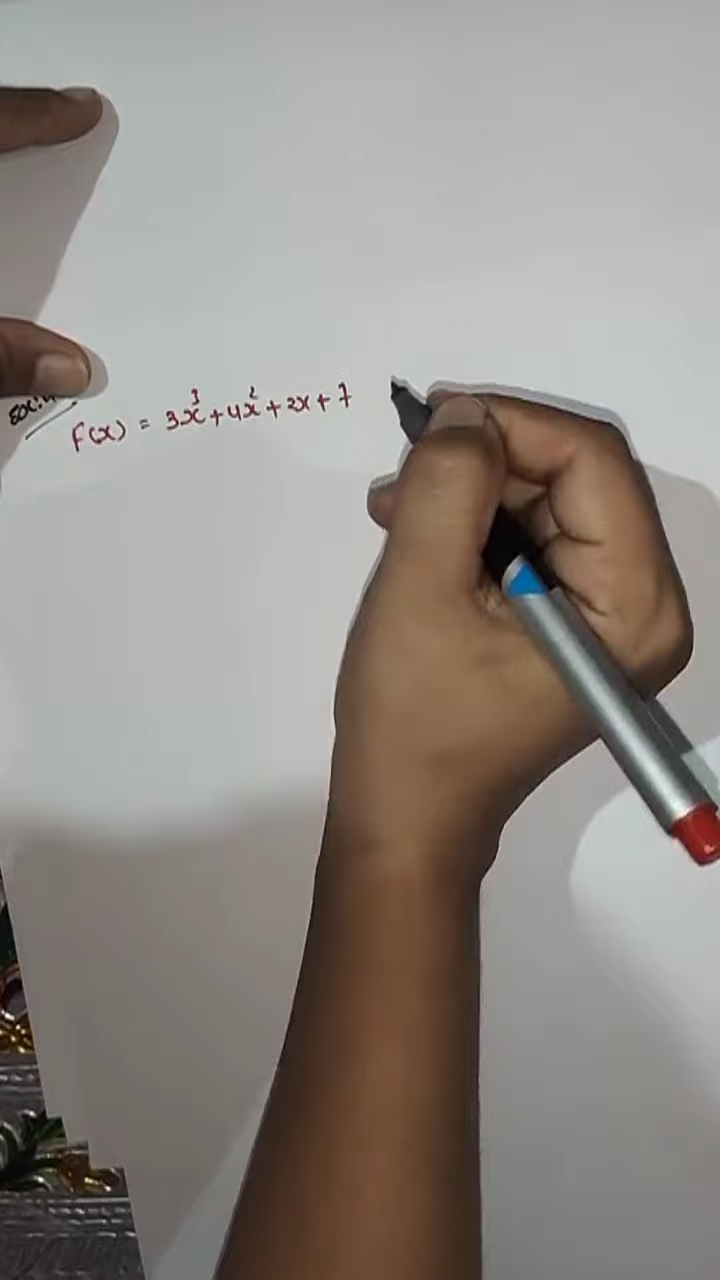 F(x) = 3x³ + 4x² + 2x + 7